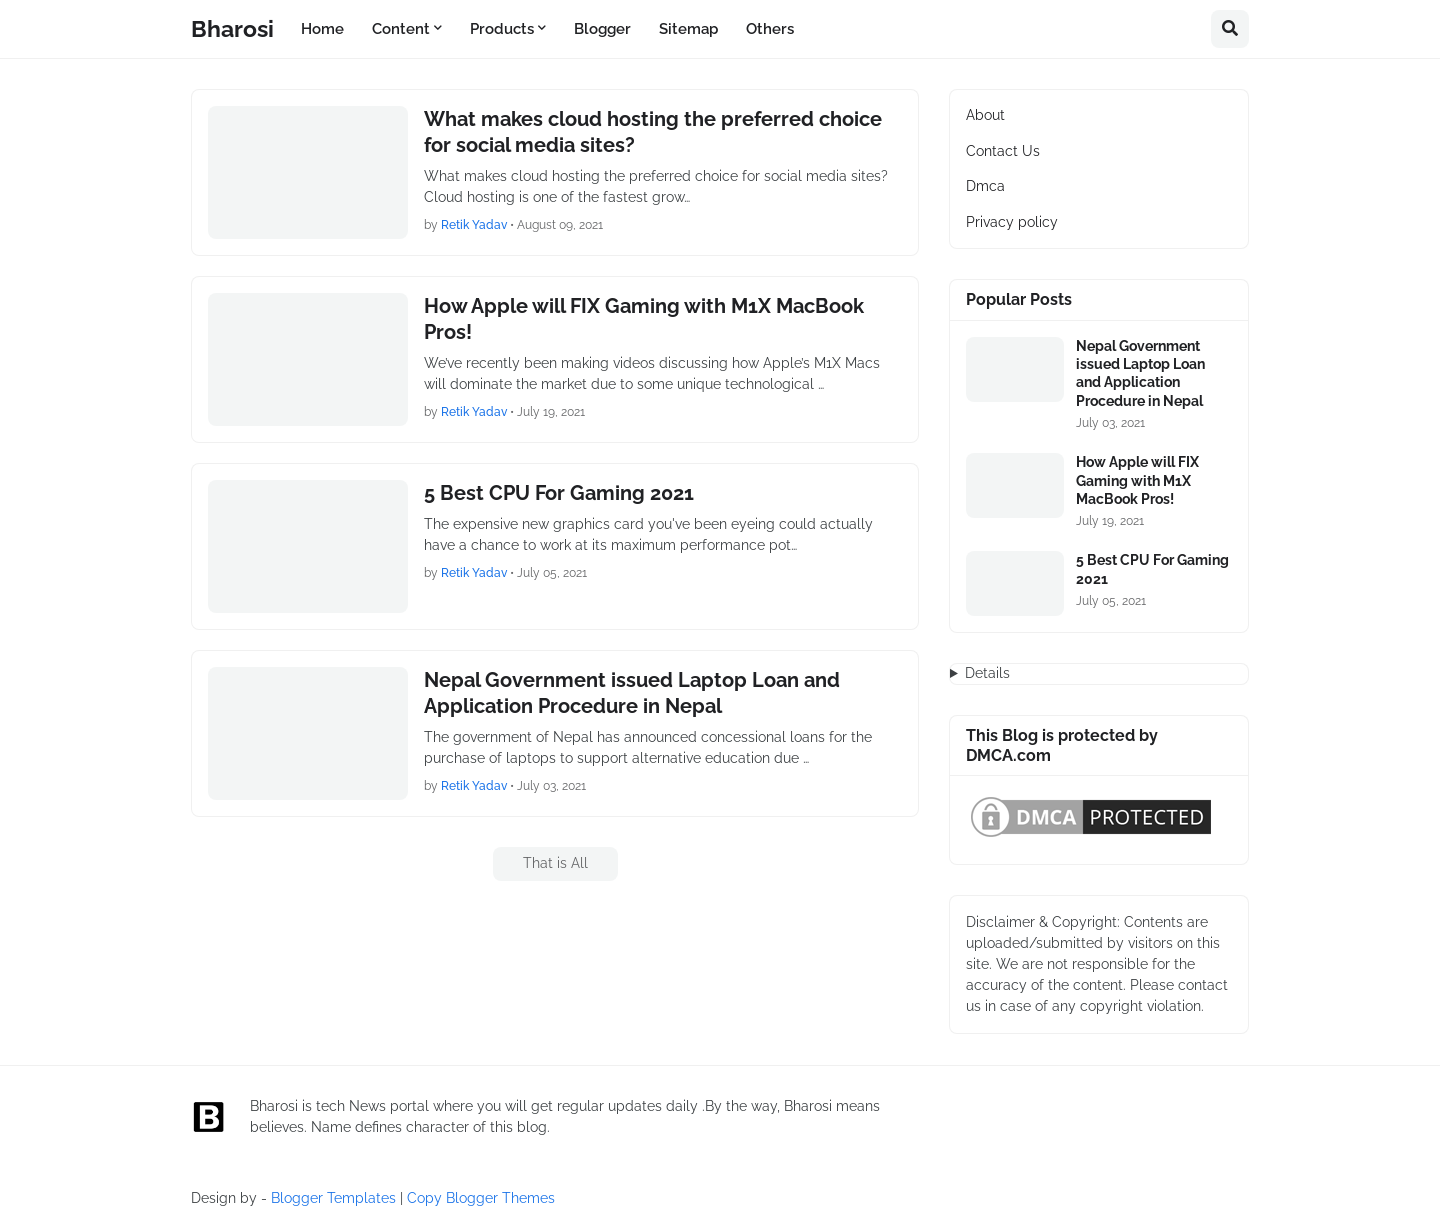 Bharosi
Home
Content
Products
Blogger
Sitemap
Others
What makes cloud hosting the preferred choice
for social media sites?
What makes cloud hosting the preferred choice for social media sites?
Cloud hosting is one of the fastest grow…
by Retik Yadav • August 09, 2021
How Apple will FIX Gaming with M1X MacBook
Pros!
We’ve recently been making videos discussing how Apple’s M1X Macs
will dominate the market due to some unique technological …
by Retik Yadav • July 19, 2021
5 Best CPU For Gaming 2021
The expensive new graphics card you've been eyeing could actually
have a chance to work at its maximum performance pot…
by Retik Yadav • July 05, 2021
Nepal Government issued Laptop Loan and
Application Procedure in Nepal
The government of Nepal has announced concessional loans for the
purchase of laptops to support alternative education due …
by Retik Yadav • July 03, 2021
That is All
About
Contact Us
Dmca
Privacy policy
Popular Posts
Nepal Government
issued Laptop Loan
and Application
Procedure in Nepal
July 03, 2021
How Apple will FIX
Gaming with M1X
MacBook Pros!
July 19, 2021
5 Best CPU For Gaming
2021
July 05, 2021
Details
This Blog is protected by
DMCA.com
DMCA PROTECTED
Disclaimer & Copyright: Contents are
uploaded/submitted by visitors on this
site. We are not responsible for the
accuracy of the content. Please contact
us in case of any copyright violation.
B
Bharosi is tech News portal where you will get regular updates daily .By the way, Bharosi means
believes. Name defines character of this blog.
Design by - Blogger Templates | Copy Blogger Themes